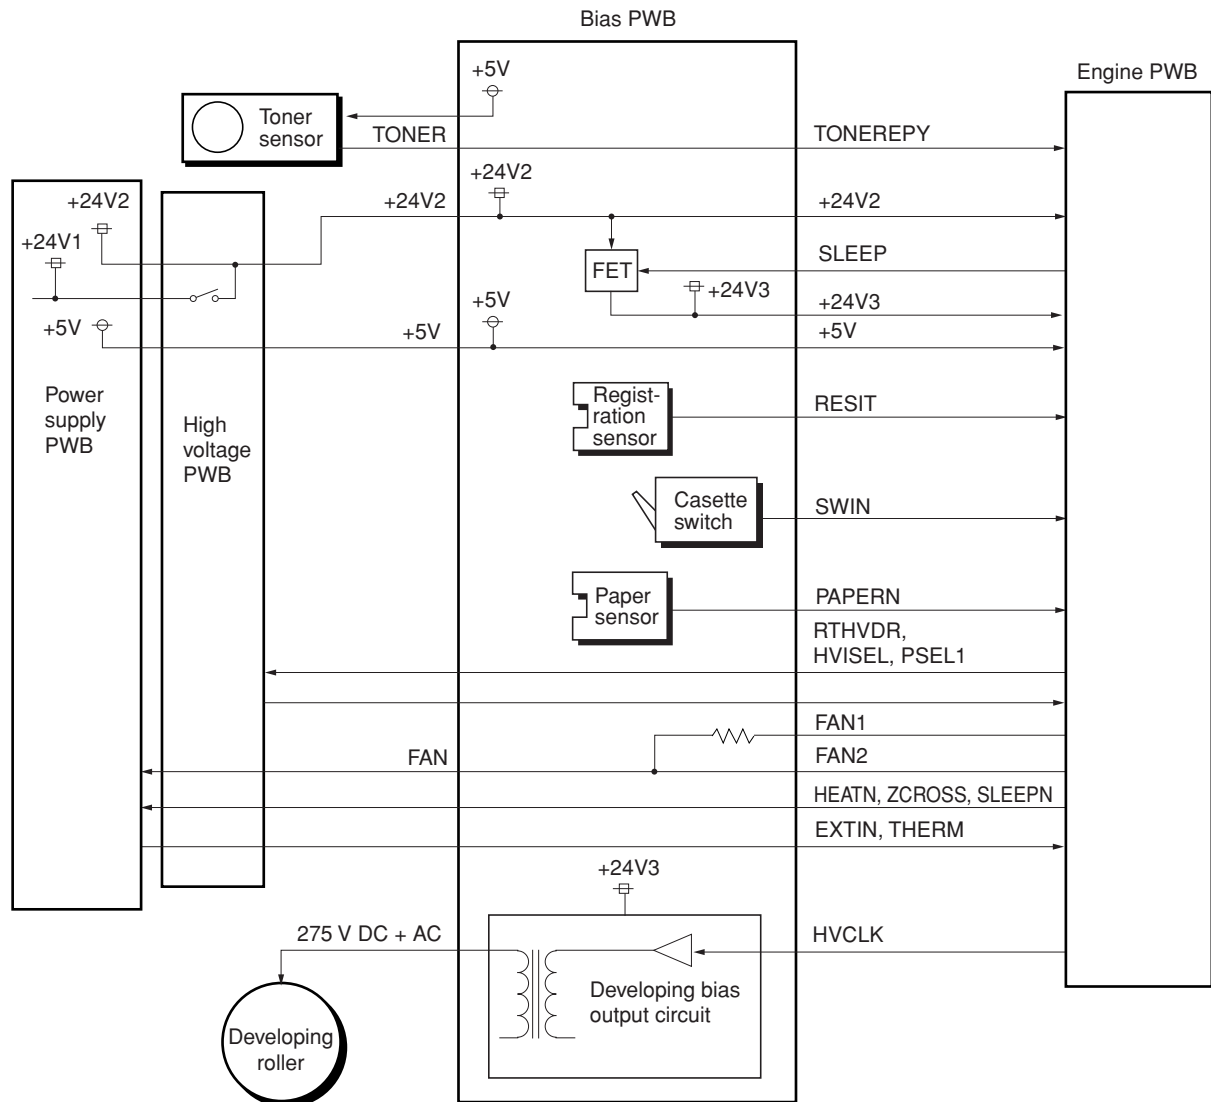 Bias PWB
Engine PWB
+5V
Toner
sensor
TONER
TONEREPY
+24V2
+24V1
+5V
+24V2
+24V2
+24V2
FET
SLEEP
+24V3
+24V3
+5V
+5V
+5V
Power
supply
PWB
High
voltage
PWB
Regist-
ration
sensor
RESIT
Casette
switch
SWIN
Paper
sensor
PAPERN
RTHVDR,
HVISEL, PSEL1
FAN1
FAN
FAN2
HEATN, ZCROSS, SLEEPN
EXTIN, THERM
+24V3
275 V DC + AC
HVCLK
Developing bias
output circuit
Developing
roller